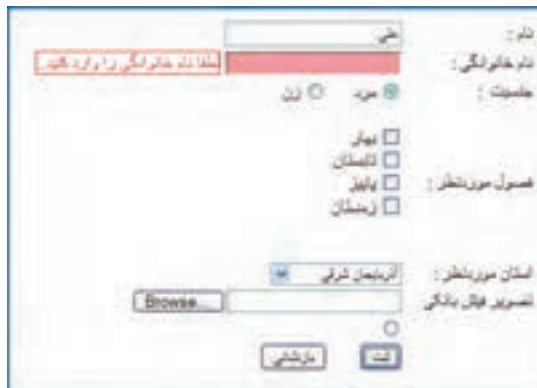 نام : علی
نام خانوادگی : لطفا نام خانوادگی را وارد کنید.
جنسیت : مرد زن
بهار
تابستان
فصول موردنظر : پاییز
زمستان
استان موردنظر : آذربایجان شرقی
تصویر فیش بانکی Browse...
ثبت بازنشانی